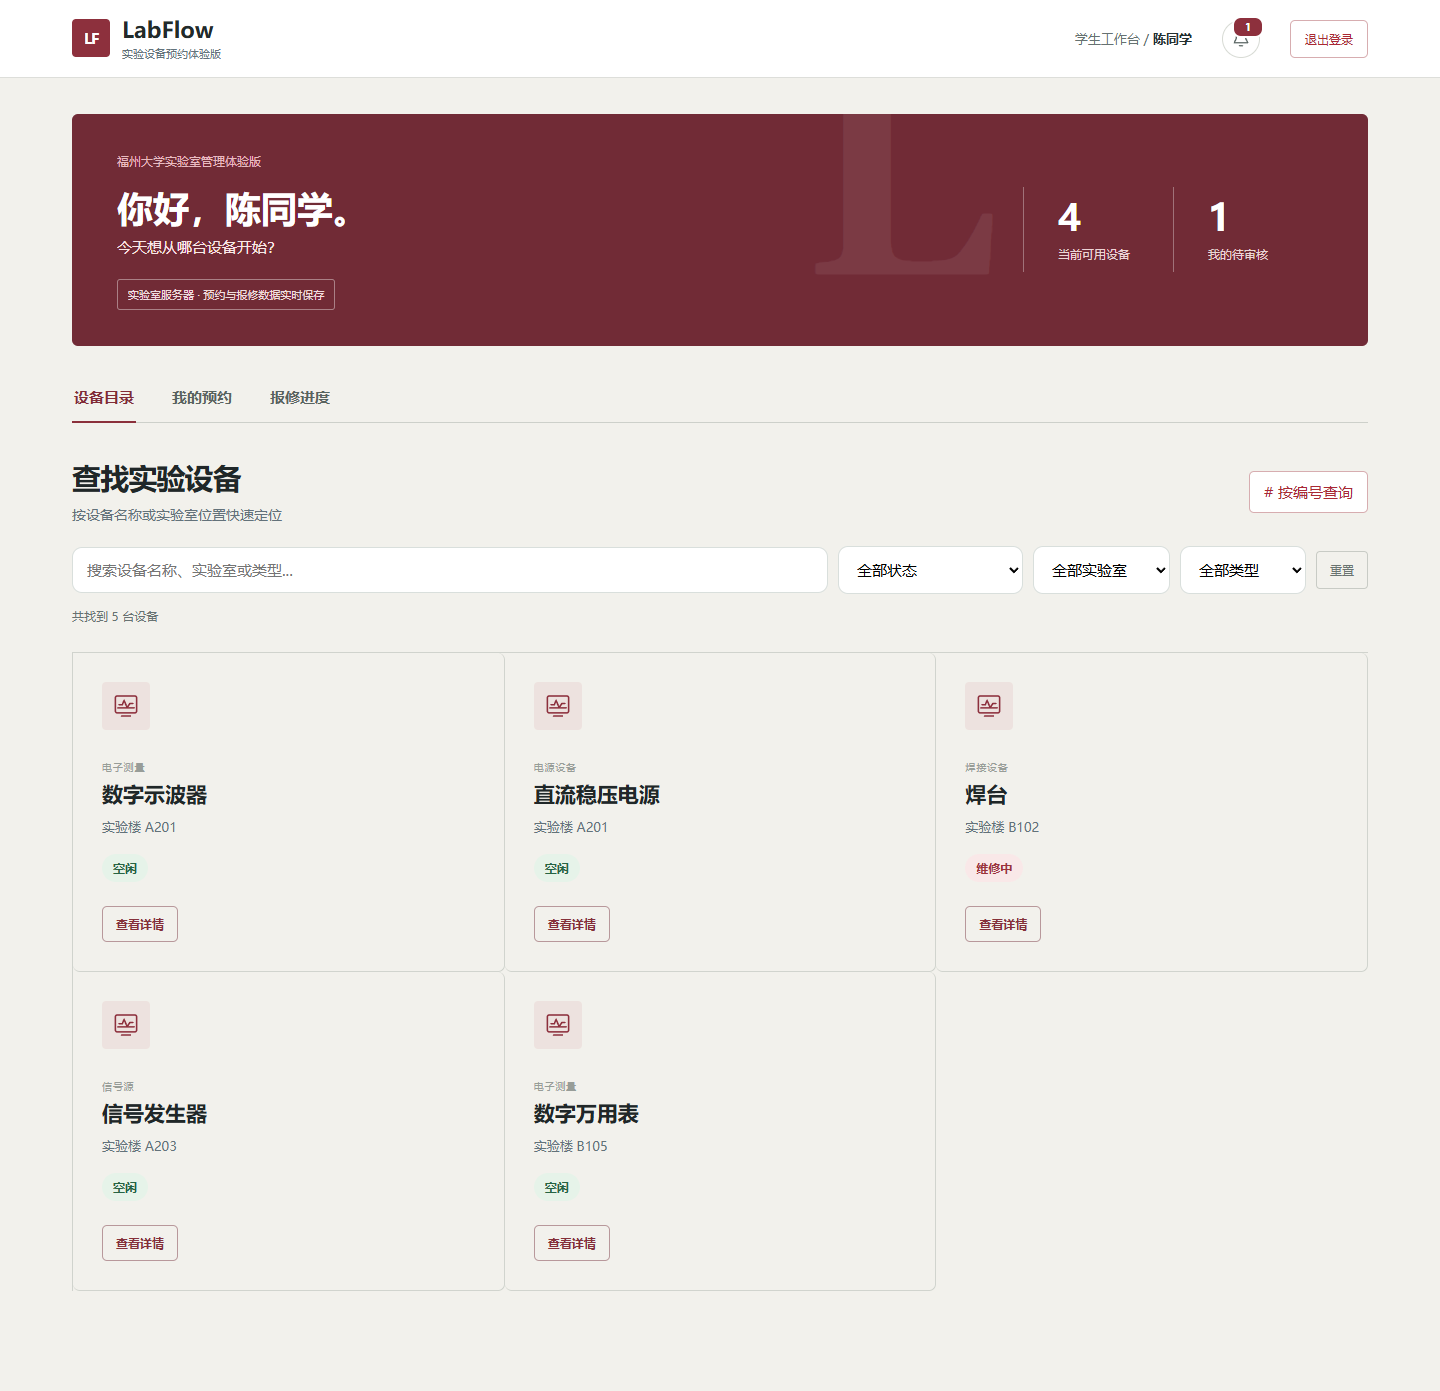 LF
LabFlow
实验设备预约体验版
学生工作台 / 陈同学
1
退出登录
福州大学实验室管理体验版
你好，陈同学。
今天想从哪台设备开始？
实验室服务器 · 预约与报修数据实时保存
L
4
当前可用设备
1
我的待审核
设备目录
我的预约
报修进度
查找实验设备
按设备名称或实验室位置快速定位
# 按编号查询
搜索设备名称、实验室或类型...
全部状态
全部实验室
全部类型
重置
共找到 5 台设备
电子测量
数字示波器
实验楼 A201
空闲
查看详情
电源设备
直流稳压电源
实验楼 A201
空闲
查看详情
焊接设备
焊台
实验楼 B102
维修中
查看详情
信号源
信号发生器
实验楼 A203
空闲
查看详情
电子测量
数字万用表
实验楼 B105
空闲
查看详情